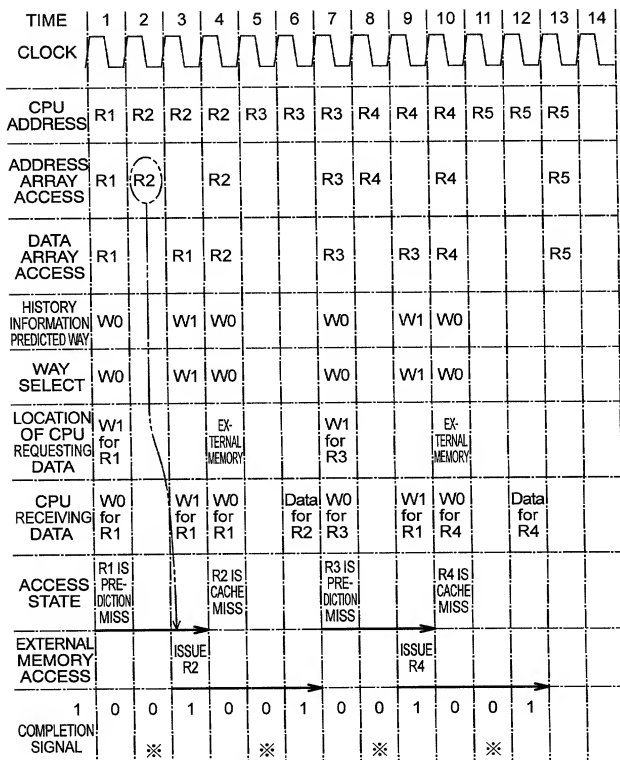 TIME 1 2 3 4 5 6 7 8 9 10 11 12 13 14
CLOCK
CPU ADDRESS R1 R2 R2 R2 R3 R3 R3 R4 R4 R4 R5 R5 R5
ADDRESS ARRAY ACCESS R1 R2 R2 R3 R4 R4 R5
DATA ARRAY ACCESS R1 R1 R2 R3 R3 R4 R5
HISTORY INFORMATION PREDICTED WAY W0 W1 W0 W0 W1 W0
WAY SELECT W0 W1 W0 W0 W1 W0
LOCATION OF CPU REQUESTING DATA W1 for R1 EX-TERNAL MEMORY W1 for R3 EX-TERNAL MEMORY
CPU RECEIVING DATA W0 for R1 W1 for R1 W0 for R1 Data for R2 W0 for R3 W1 for R1 W0 for R4 Data for R4
ACCESS STATE R1 IS PRE-DICTION MISS R2 IS CACHE MISS R3 IS PRE-DICTION MISS R4 IS CACHE MISS
EXTERNAL MEMORY ACCESS ISSUE R2 ISSUE R4
1 0 0 1 0 0 1 0 0 1 0 0 1
COMPLETION SIGNAL ※ ※ ※ ※